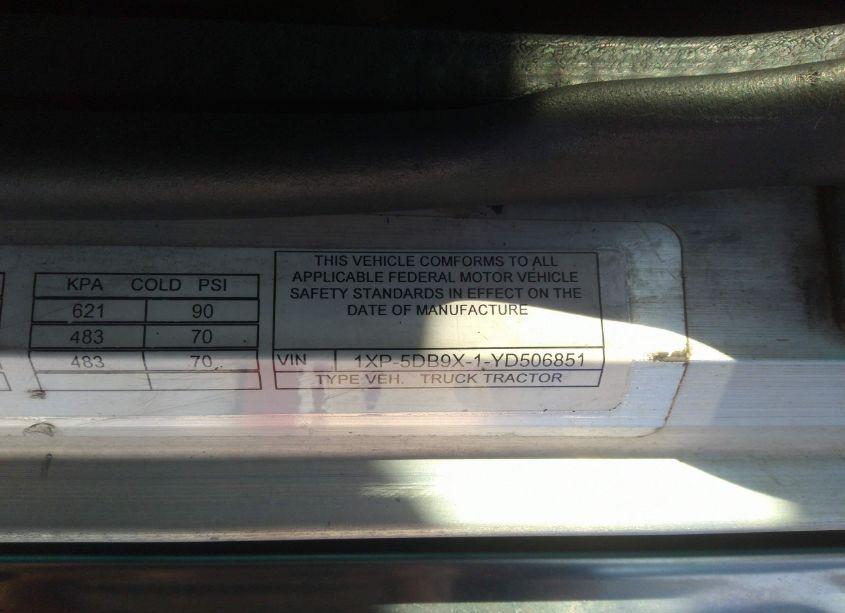 KPA COLD PSI
621 90
483 70
483 70
THIS VEHICLE COMFORMS TO ALL
APPLICABLE FEDERAL MOTOR VEHICLE
SAFETY STANDARDS IN EFFECT ON THE
DATE OF MANUFACTURE
VIN 1XP-5DB9X-1-YD506851
TYPE VEH. TRUCK TRACTOR